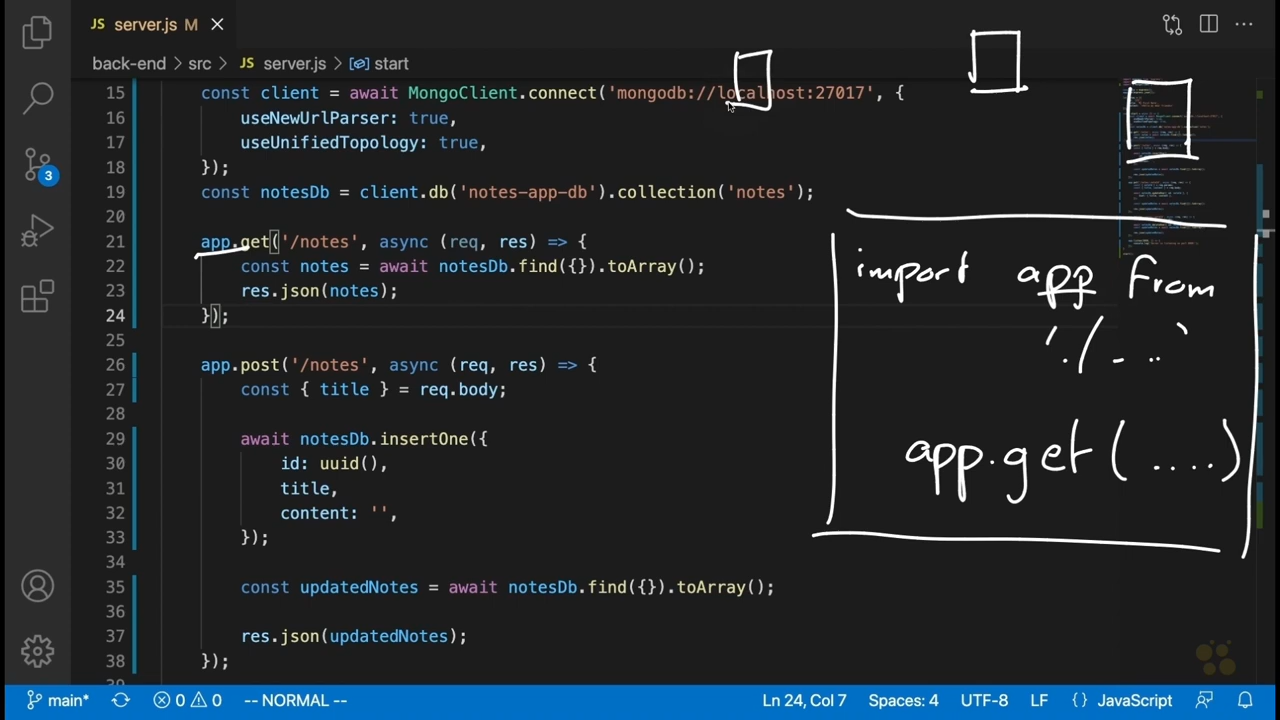 JS server.js M
back-end > src > JS server.js > start
15 const client = await MongoClient.connect('mongodb://localhost:27017', {
16 useNewUrlParser: true,
17 useUnifiedTopology: true,
18 });
19 const notesDb = client.db('notes-app-db').collection('notes');
20
21 app.get('/notes', async (req, res) => {
22 const notes = await notesDb.find({}).toArray();
23 res.json(notes);
24 });
25
26 app.post('/notes', async (req, res) => {
27 const { title } = req.body;
28
29 await notesDb.insertOne({
30 id: uuid(),
31 title,
32 content: '',
33 });
34
35 const updatedNotes = await notesDb.find({}).toArray();
36
37 res.json(updatedNotes);
38 });
import app from
'./_..'
app.get(....)
3
main* 0 0 -- NORMAL -- Ln 24, Col 7 Spaces: 4 UTF-8 LF {} JavaScript